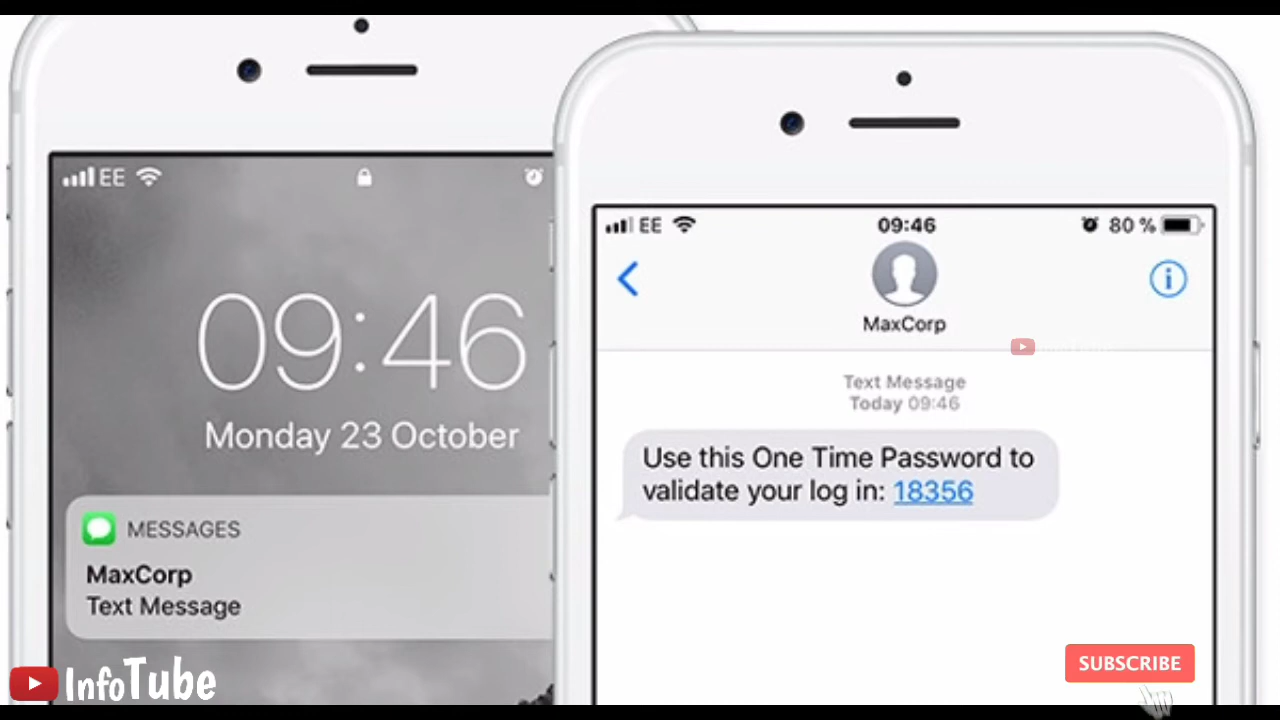 EE
09:46
Monday 23 October
MESSAGES
MaxCorp
Text Message
EE
09:46
80 %
MaxCorp
Text Message
Today 09:46
Use this One Time Password to
validate your log in: 18356
InfoTube
SUBSCRIBE